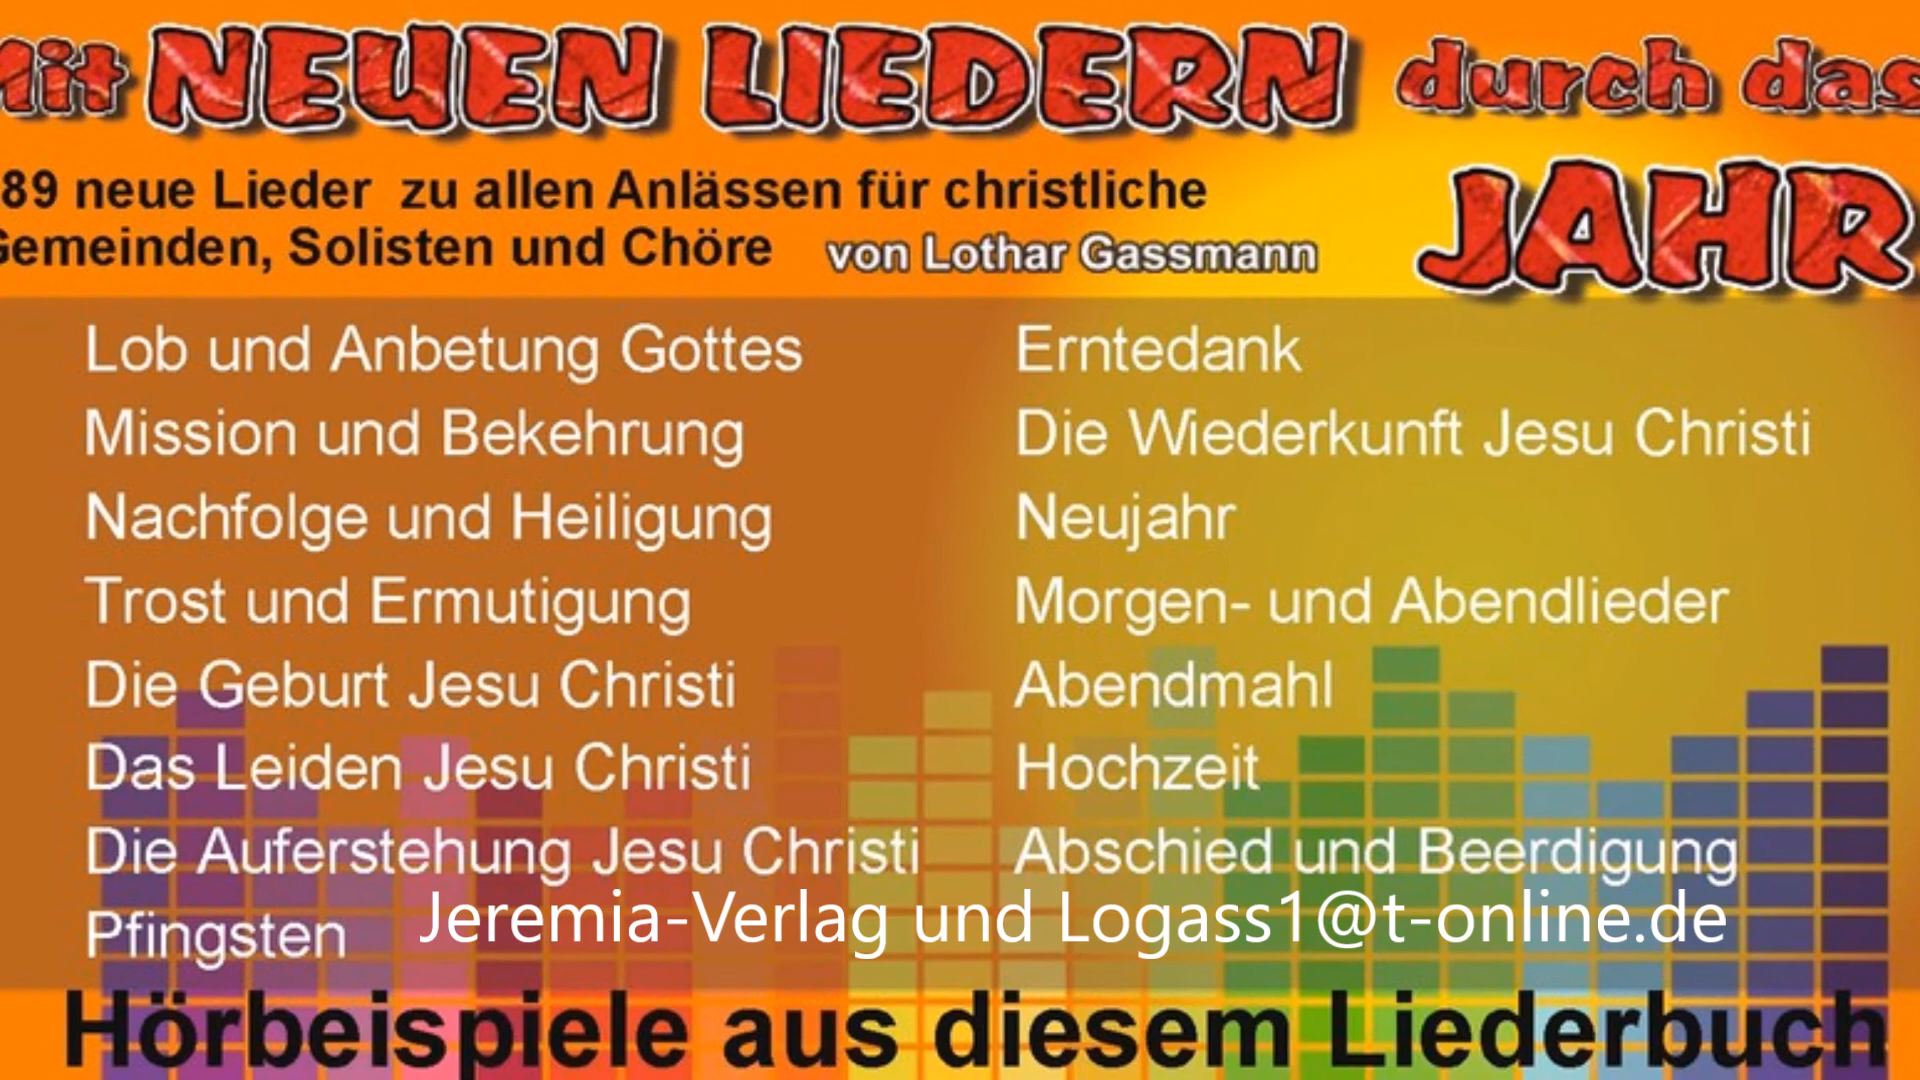 Mit NEUEN LIEDERN durch das
JAHR
89 neue Lieder zu allen Anlässen für christliche
Gemeinden, Solisten und Chöre von Lothar Gassmann
Lob und Anbetung Gottes
Mission und Bekehrung
Nachfolge und Heiligung
Trost und Ermutigung
Die Geburt Jesu Christi
Das Leiden Jesu Christi
Die Auferstehung Jesu Christi
Pfingsten
Erntedank
Die Wiederkunft Jesu Christi
Neujahr
Morgen- und Abendlieder
Abendmahl
Hochzeit
Abschied und Beerdigung
Jeremia-Verlag und Logass1@t-online.de
Hörbeispiele aus diesem Liederbuch